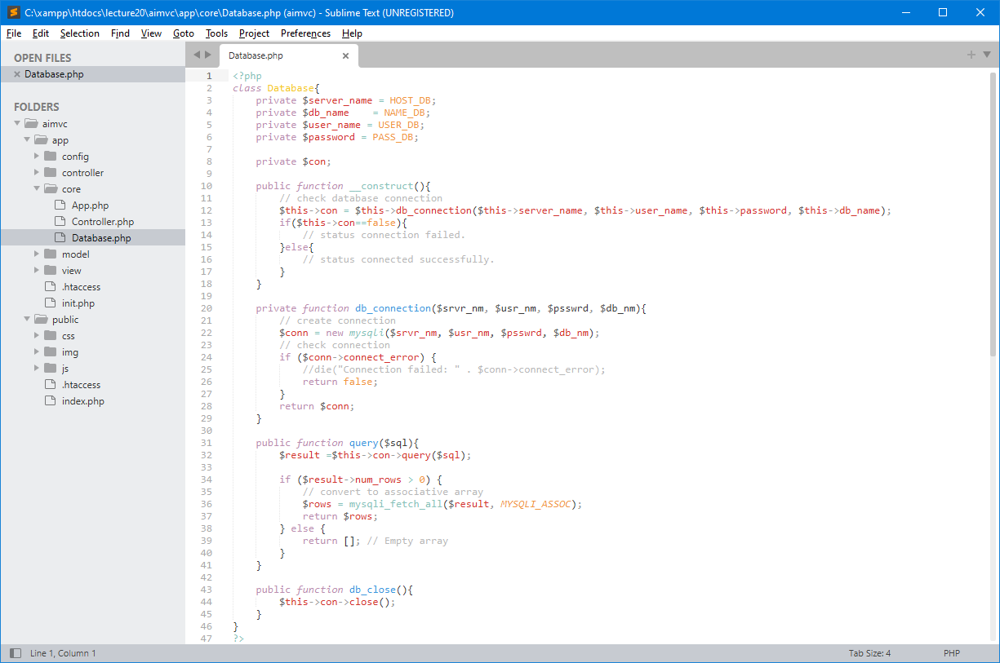 C:\xampp\htdocs\lecture20\aimvc\app\core\Database.php (aimvc) - Sublime Text (UNREGISTERED)
File Edit Selection Find View Goto Tools Project Preferences Help
OPEN FILES
Database.php
FOLDERS
aimvc
app
config
controller
core
App.php
Controller.php
Database.php
model
view
.htaccess
init.php
public
css
img
js
.htaccess
index.php
Database.php
1 <?php
2 class Database{
3     private $server_name = HOST_DB;
4     private $db_name    = NAME_DB;
5     private $user_name = USER_DB;
6     private $password = PASS_DB;
7
8     private $con;
9
10     public function __construct(){
11         // check database connection
12         $this->con = $this->db_connection($this->server_name, $this->user_name, $this->password, $this->db_name);
13         if($this->con==false){
14             // status connection failed.
15         }else{
16             // status connected successfully.
17         }
18     }
19
20     private function db_connection($srvr_nm, $usr_nm, $psswrd, $db_nm){
21         // create connection
22         $conn = new mysqli($srvr_nm, $usr_nm, $psswrd, $db_nm);
23         // check connection
24         if ($conn->connect_error) {
25             //die("Connection failed: " . $conn->connect_error);
26             return false;
27         }
28         return $conn;
29     }
30
31     public function query($sql){
32         $result =$this->con->query($sql);
33
34         if ($result->num_rows > 0) {
35             // convert to associative array
36             $rows = mysqli_fetch_all($result, MYSQLI_ASSOC);
37             return $rows;
38         } else {
39             return []; // Empty array
40         }
41     }
42
43     public function db_close(){
44         $this->con->close();
45     }
46 }
47 ?>
Line 1, Column 1
Tab Size: 4
PHP